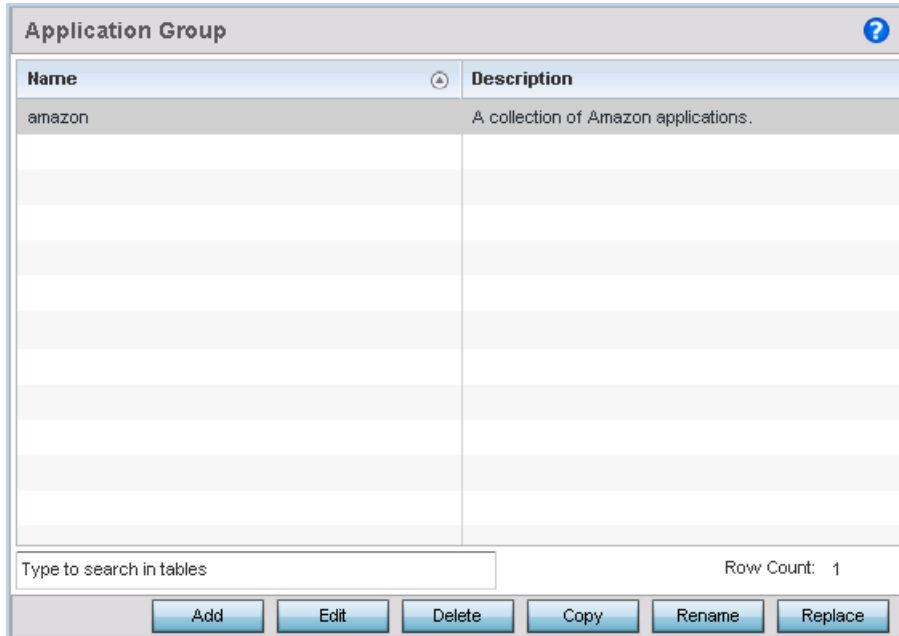 Application Group
Name Description
amazon A collection of Amazon applications.
Type to search in tables Row Count: 1
Add Edit Delete Copy Rename Replace